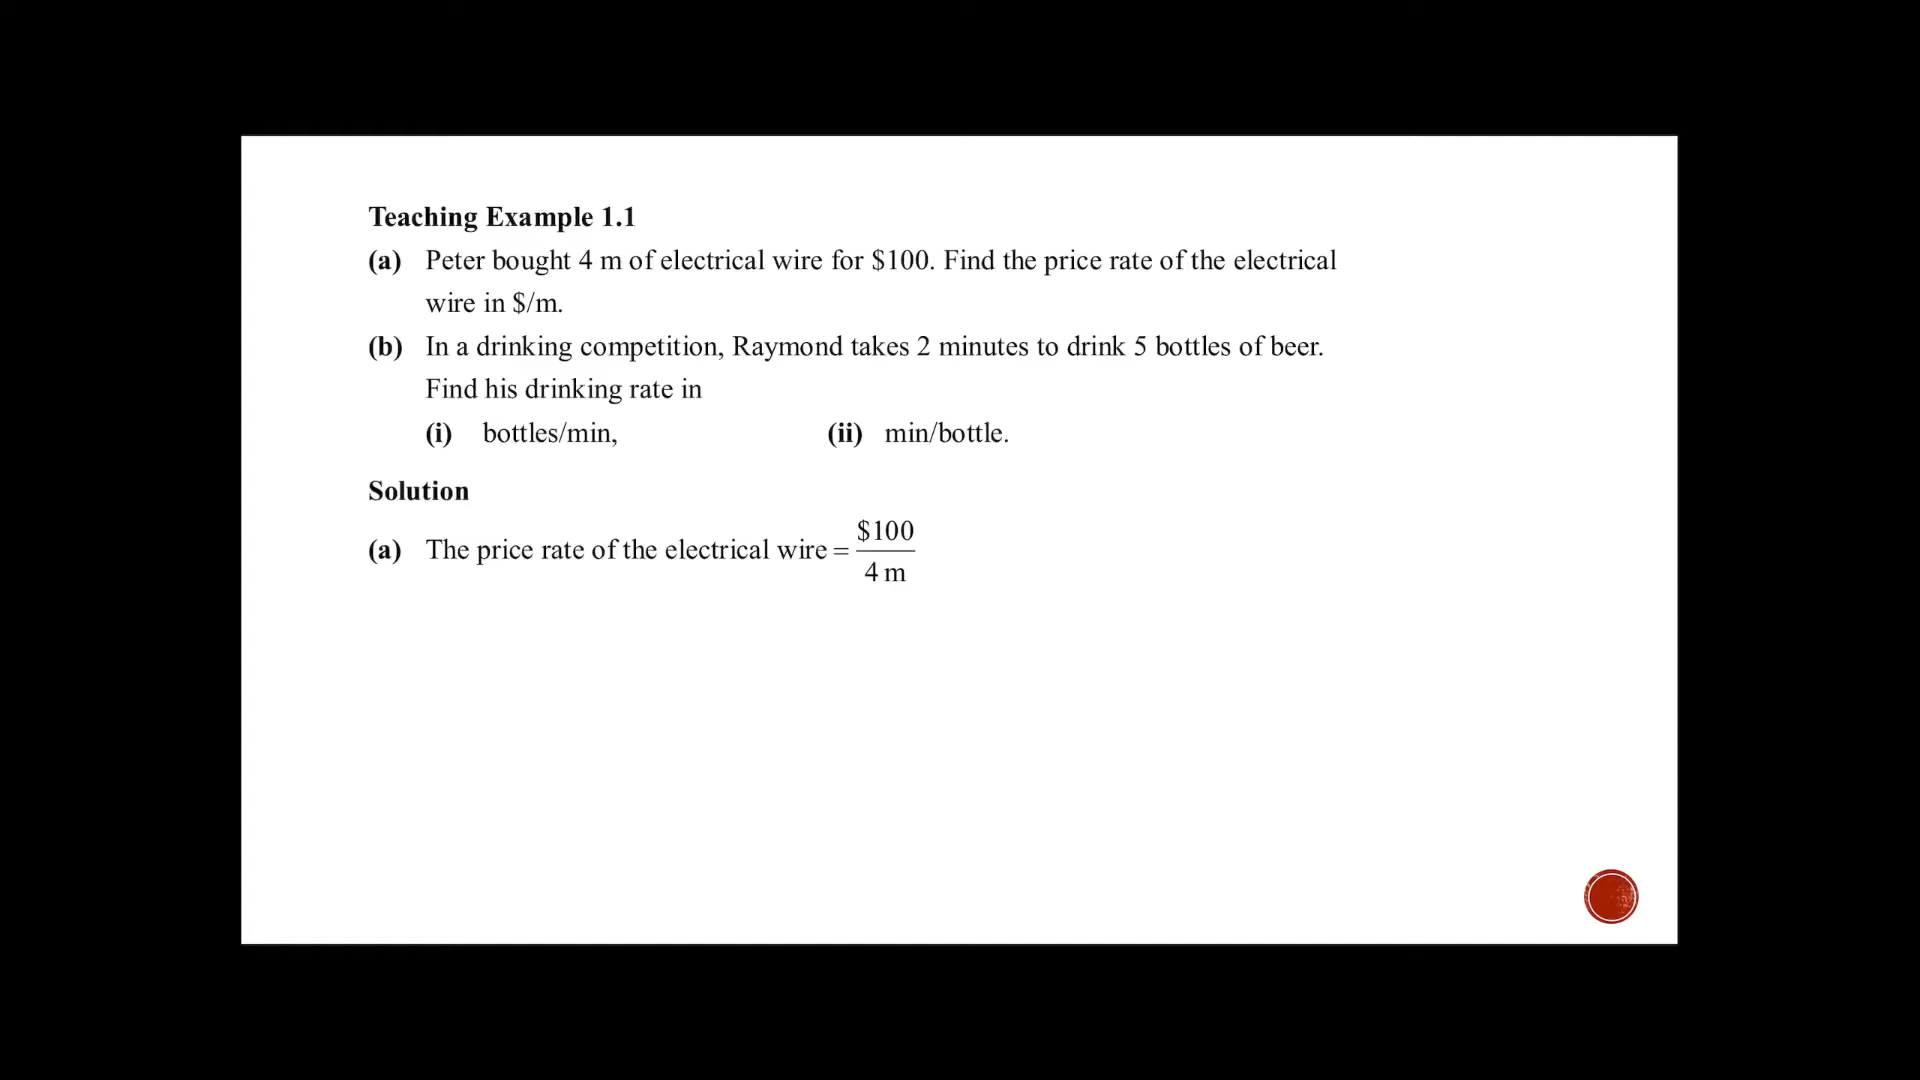 Teaching Example 1.1
(a) Peter bought 4 m of electrical wire for $100. Find the price rate of the electrical
wire in $/m.
(b) In a drinking competition, Raymond takes 2 minutes to drink 5 bottles of beer.
Find his drinking rate in
(i) bottles/min, (ii) min/bottle.
Solution
(a) The price rate of the electrical wire = $100
4 m